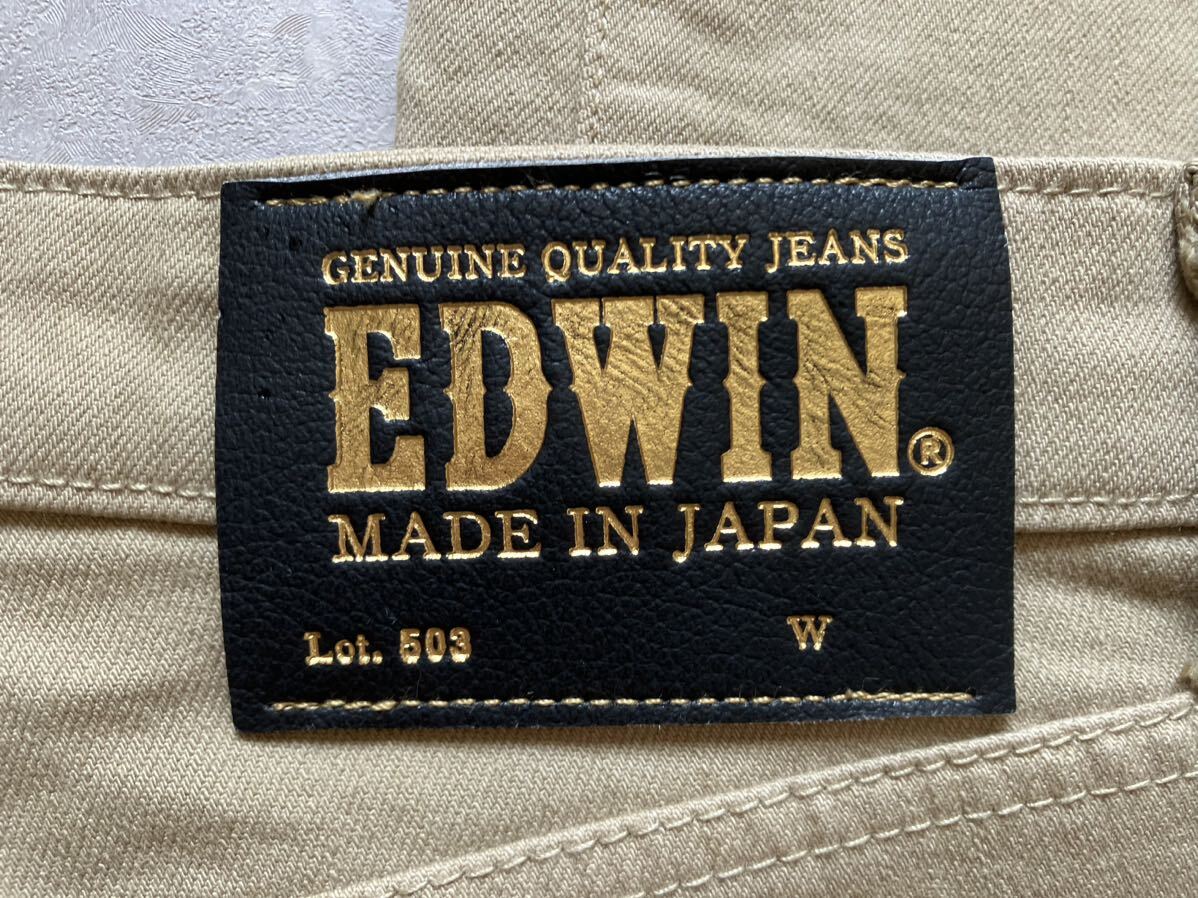 GENUINE QUALITY JEANS
EDWIN®
MADE IN JAPAN
Lot. 503 W